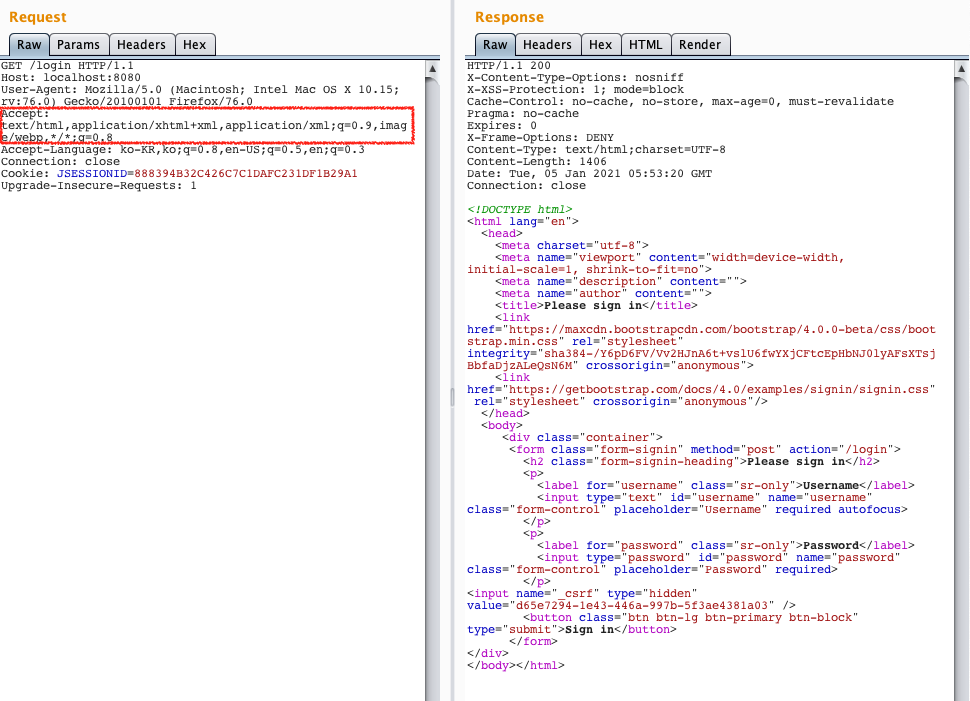 Request
Raw Params Headers Hex
GET /login HTTP/1.1
Host: localhost:8080
User-Agent: Mozilla/5.0 (Macintosh; Intel Mac OS X 10.15;
rv:76.0) Gecko/20100101 Firefox/76.0
Accept:
text/html,application/xhtml+xml,application/xml;q=0.9,imag
e/webp,*/*;q=0.8
Accept-Language: ko-KR,ko;q=0.8,en-US;q=0.5,en;q=0.3
Connection: close
Cookie: JSESSIONID=888394B32C426C7C1DAFC231DF1B29A1
Upgrade-Insecure-Requests: 1
Response
Raw Headers Hex HTML Render
HTTP/1.1 200
X-Content-Type-Options: nosniff
X-XSS-Protection: 1; mode=block
Cache-Control: no-cache, no-store, max-age=0, must-revalidate
Pragma: no-cache
Expires: 0
X-Frame-Options: DENY
Content-Type: text/html;charset=UTF-8
Content-Length: 1406
Date: Tue, 05 Jan 2021 05:53:20 GMT
Connection: close
<!DOCTYPE html>
<html lang="en">
<head>
<meta charset="utf-8">
<meta name="viewport" content="width=device-width,
initial-scale=1, shrink-to-fit=no">
<meta name="description" content="">
<meta name="author" content="">
<title>Please sign in</title>
<link
href="https://maxcdn.bootstrapcdn.com/bootstrap/4.0.0-beta/css/boot
strap.min.css" rel="stylesheet"
integrity="sha384-/Y6pD6FV/Vv2HJnA6t+vslU6fwYXjCFtcEpHbNJ0lyAFsXTsj
BbfaDjzALeQsN6M" crossorigin="anonymous">
<link
href="https://getbootstrap.com/docs/4.0/examples/signin/signin.css"
rel="stylesheet" crossorigin="anonymous"/>
</head>
<body>
<div class="container">
<form class="form-signin" method="post" action="/login">
<h2 class="form-signin-heading">Please sign in</h2>
<p>
<label for="username" class="sr-only">Username</label>
<input type="text" id="username" name="username"
class="form-control" placeholder="Username" required autofocus>
</p>
<p>
<label for="password" class="sr-only">Password</label>
<input type="password" id="password" name="password"
class="form-control" placeholder="Password" required>
</p>
<input name="_csrf" type="hidden"
value="d65e7294-1e43-446a-997b-5f3ae4381a03" />
<button class="btn btn-lg btn-primary btn-block"
type="submit">Sign in</button>
</form>
</div>
</body></html>